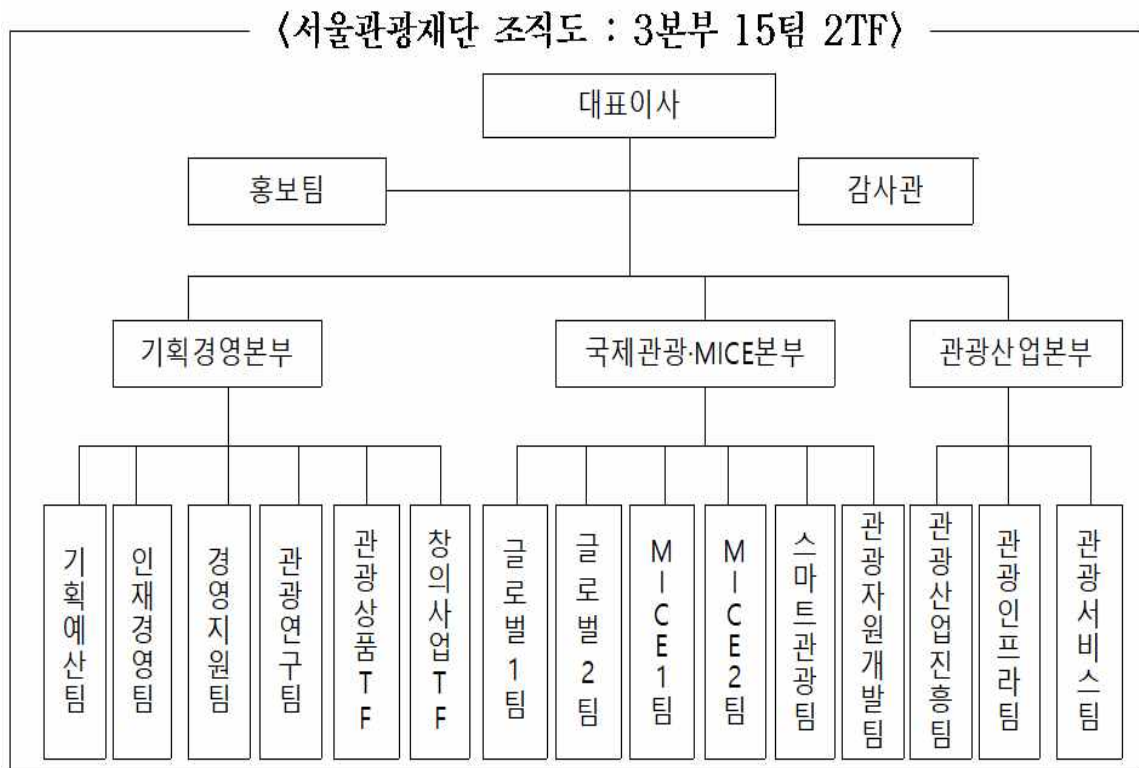 〈서울관광재단 조직도 : 3본부 15팀 2TF〉
대표이사
홍보팀
감사관
기획경영본부
국제관광·MICE본부
관광산업본부
기획예산팀
인재경영팀
경영지원팀
관광연구팀
관광상품TF
창의사업TF
글로벌1팀
글로벌2팀
MICE1팀
MICE2팀
스마트관광팀
관광자원개발팀
관광산업진흥팀
관광인프라팀
관광서비스팀